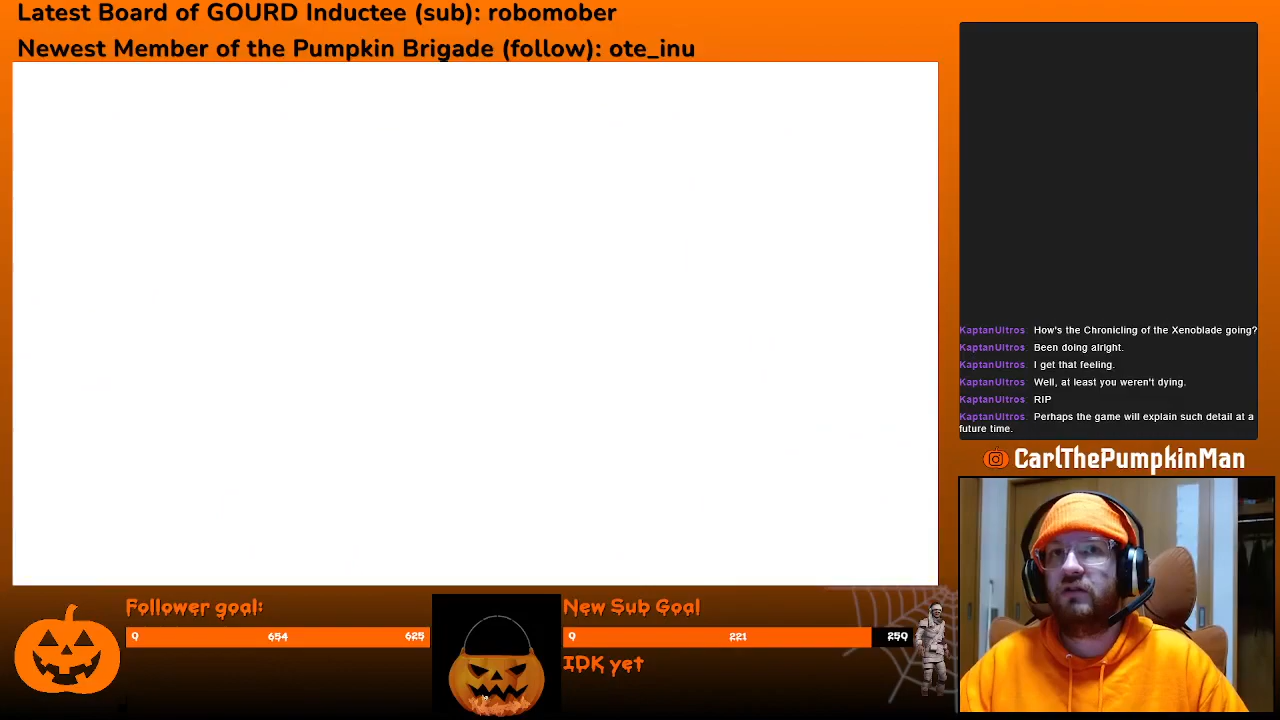 Latest Board of GOURD Inductee (sub): robomober
Newest Member of the Pumpkin Brigade (follow): ote_inu
KaptanUltros How's the Chronicling of the Xenoblade going?
KaptanUltros Been doing alright.
KaptanUltros I get that feeling.
KaptanUltros Well, at least you weren't dying.
KaptanUltros RIP
KaptanUltros Perhaps the game will explain such detail at a
future time.
CarlThePumpkinMan
Follower goal:
0 654 625
New Sub Goal
0 221 250
IDK yet